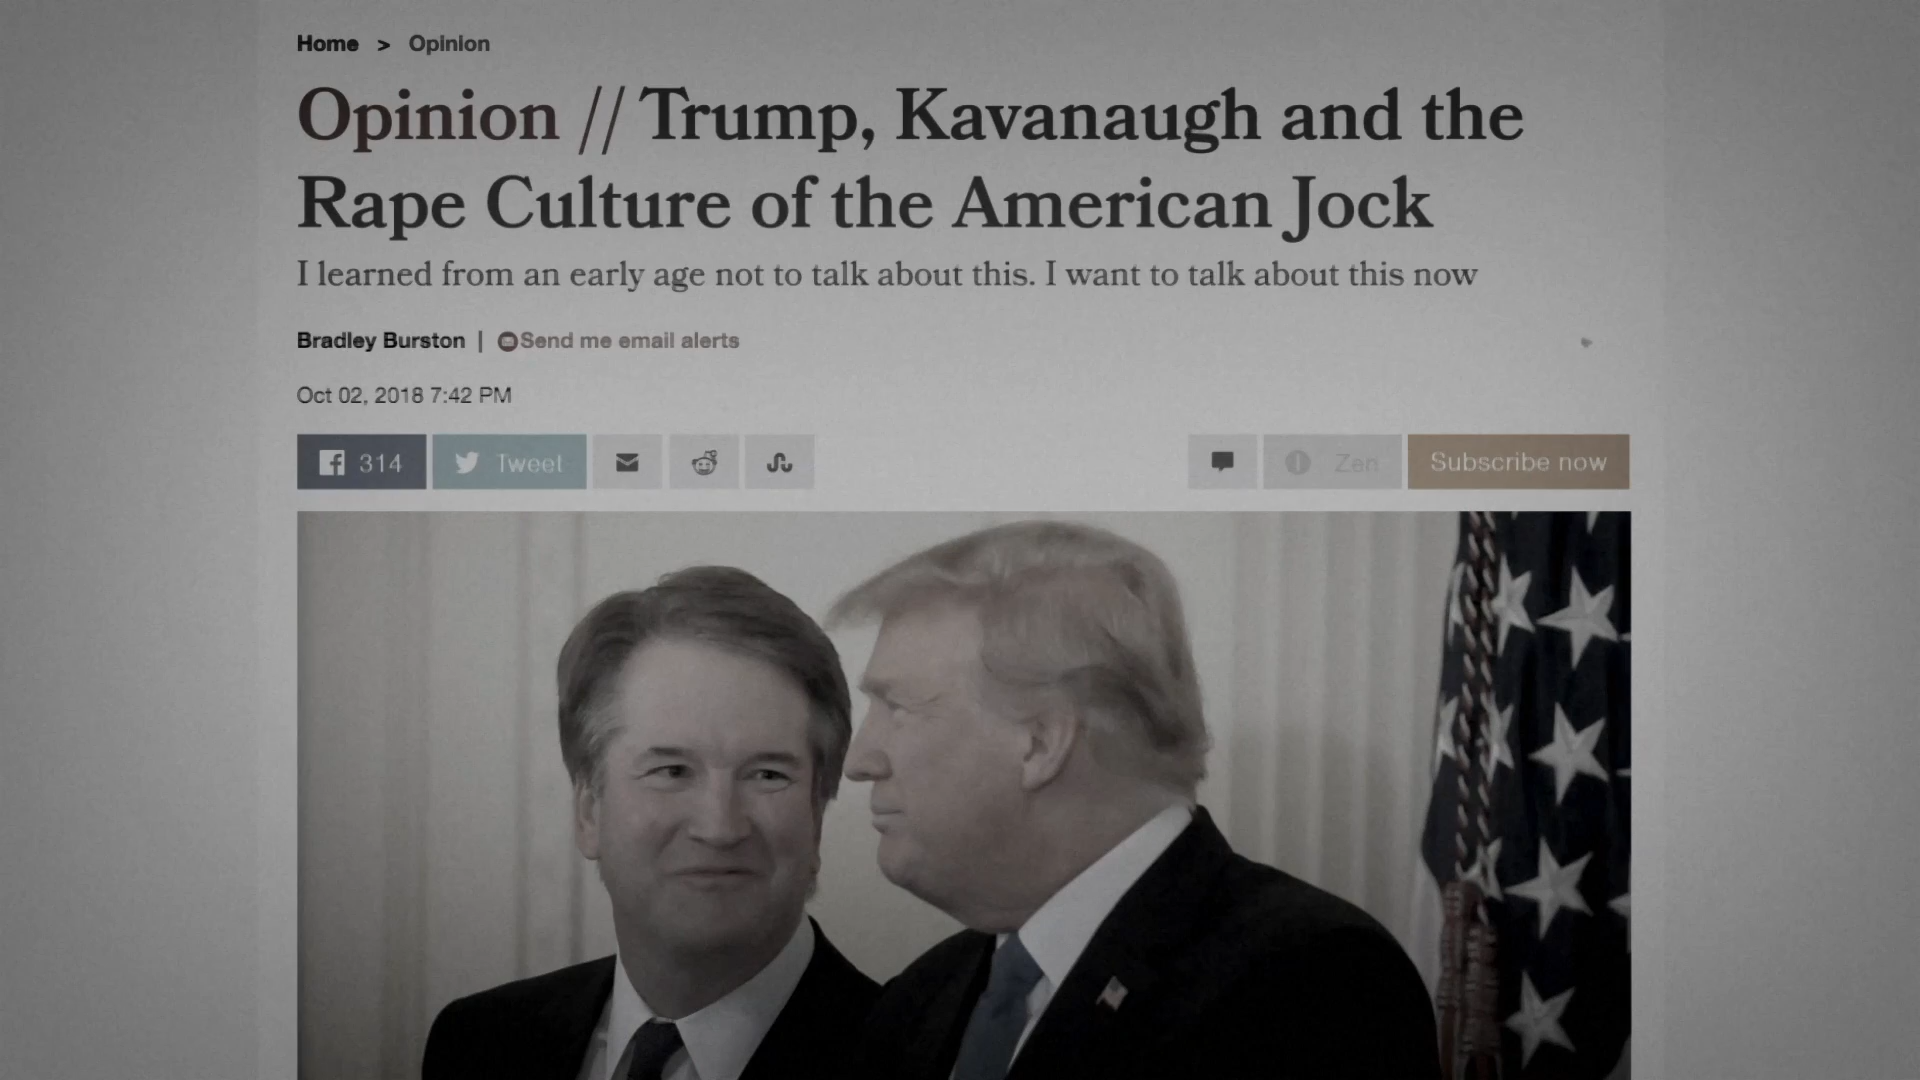 Home > Opinion
Opinion // Trump, Kavanaugh and the
Rape Culture of the American Jock
I learned from an early age not to talk about this. I want to talk about this now
Bradley Burston | Send me email alerts
Oct 02, 2018 7:42 PM
314 Tweet Zen Subscribe now